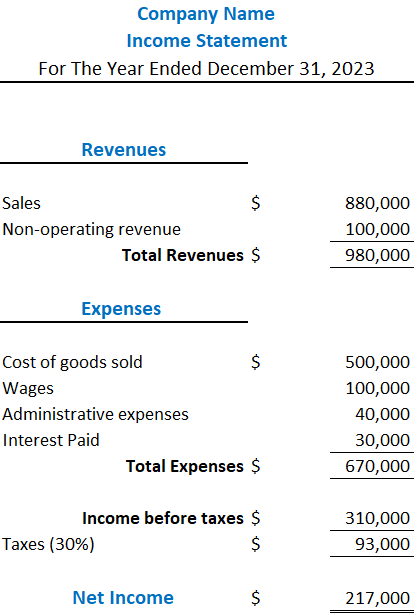 Company Name
Income Statement
For The Year Ended December 31, 2023
Revenues
Sales $ 880,000
Non-operating revenue 100,000
Total Revenues $ 980,000
Expenses
Cost of goods sold $ 500,000
Wages 100,000
Administrative expenses 40,000
Interest Paid 30,000
Total Expenses $ 670,000
Income before taxes $ 310,000
Taxes (30%) $ 93,000
Net Income $ 217,000